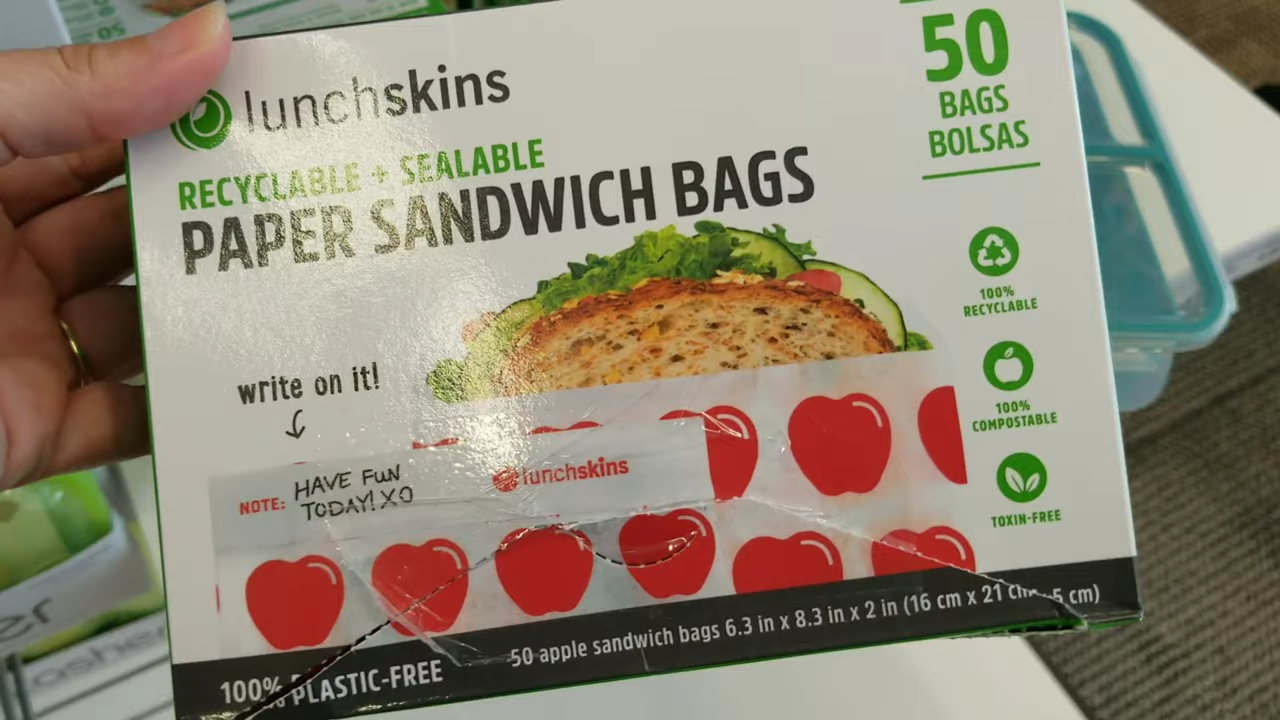 lunchskins
RECYCLABLE + SEALABLE
PAPER SANDWICH BAGS
50
BAGS
BOLSAS
100%
RECYCLABLE
100%
COMPOSTABLE
TOXIN-FREE
write on it!
NOTE: HAVE FUN
TODAY! XO
lunchskins
100% PLASTIC-FREE
50 apple sandwich bags 6.3 in x 8.3 in x 2 in (16 cm x 21 cm x 5 cm)